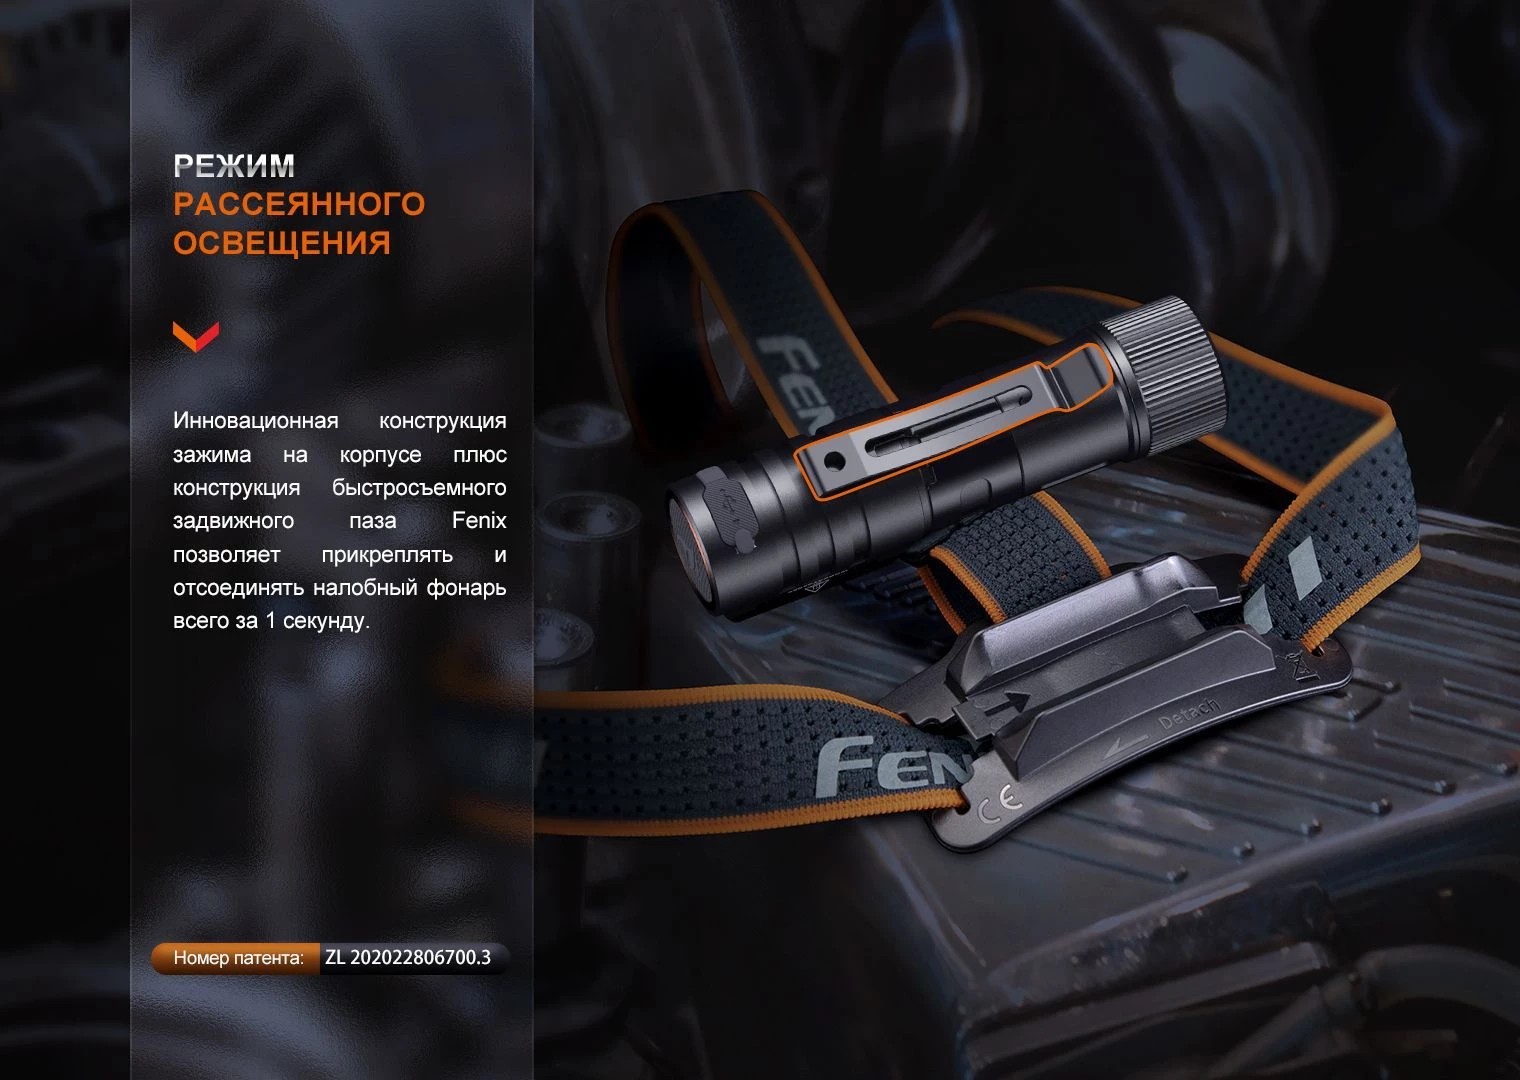 РЕЖИМ
РАССЕЯННОГО
ОСВЕЩЕНИЯ
Инновационная конструкция
зажима на корпусе плюс
конструкция быстросъемного
задвижного паза Fenix
позволяет прикреплять и
отсоединять налобный фонарь
всего за 1 секунду.
Номер патента: ZL 202022806700.3
FEN
FEN
Detach
CE